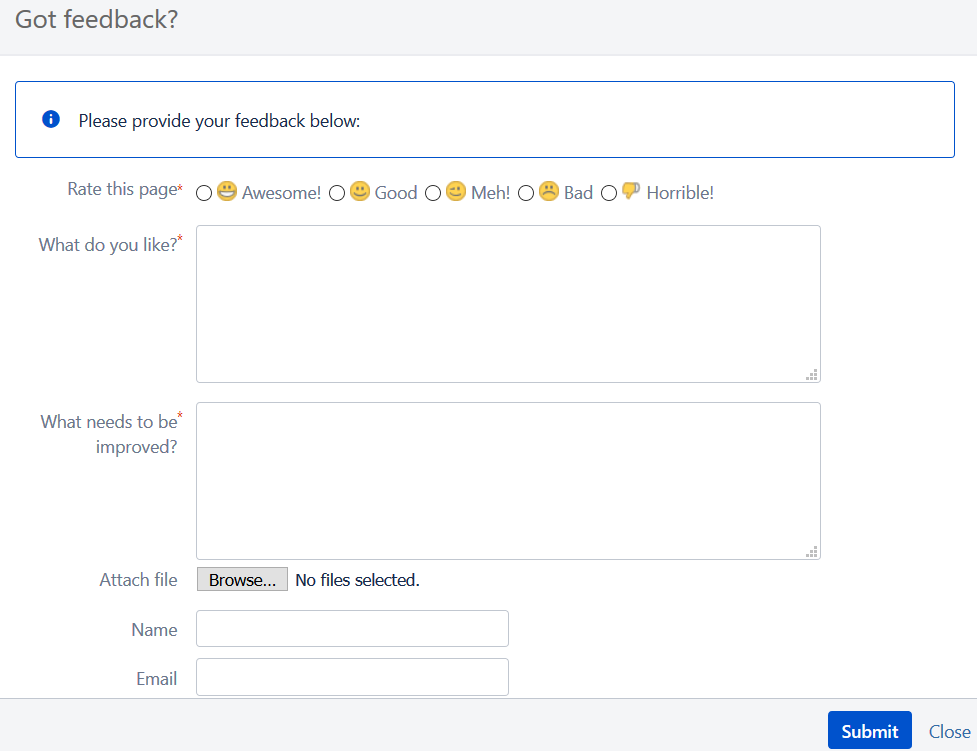 Got feedback?
Please provide your feedback below:
Rate this page* Awesome! Good Meh! Bad Horrible!
What do you like?*
What needs to be*
improved?
Attach file Browse... No files selected.
Name
Email
Submit Close